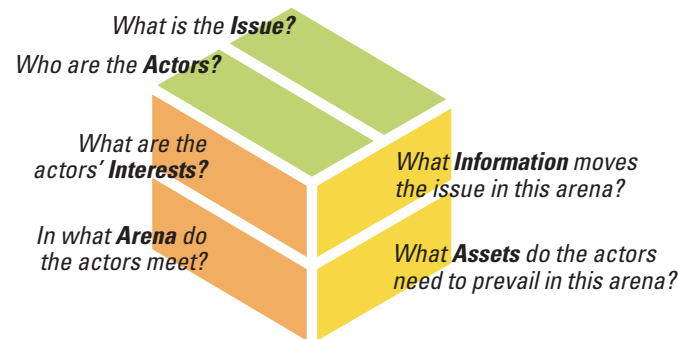 What is the Issue?
Who are the Actors?
What are the
actors’ Interests?
What Information moves
the issue in this arena?
In what Arena do
the actors meet?
What Assets do the actors
need to prevail in this arena?